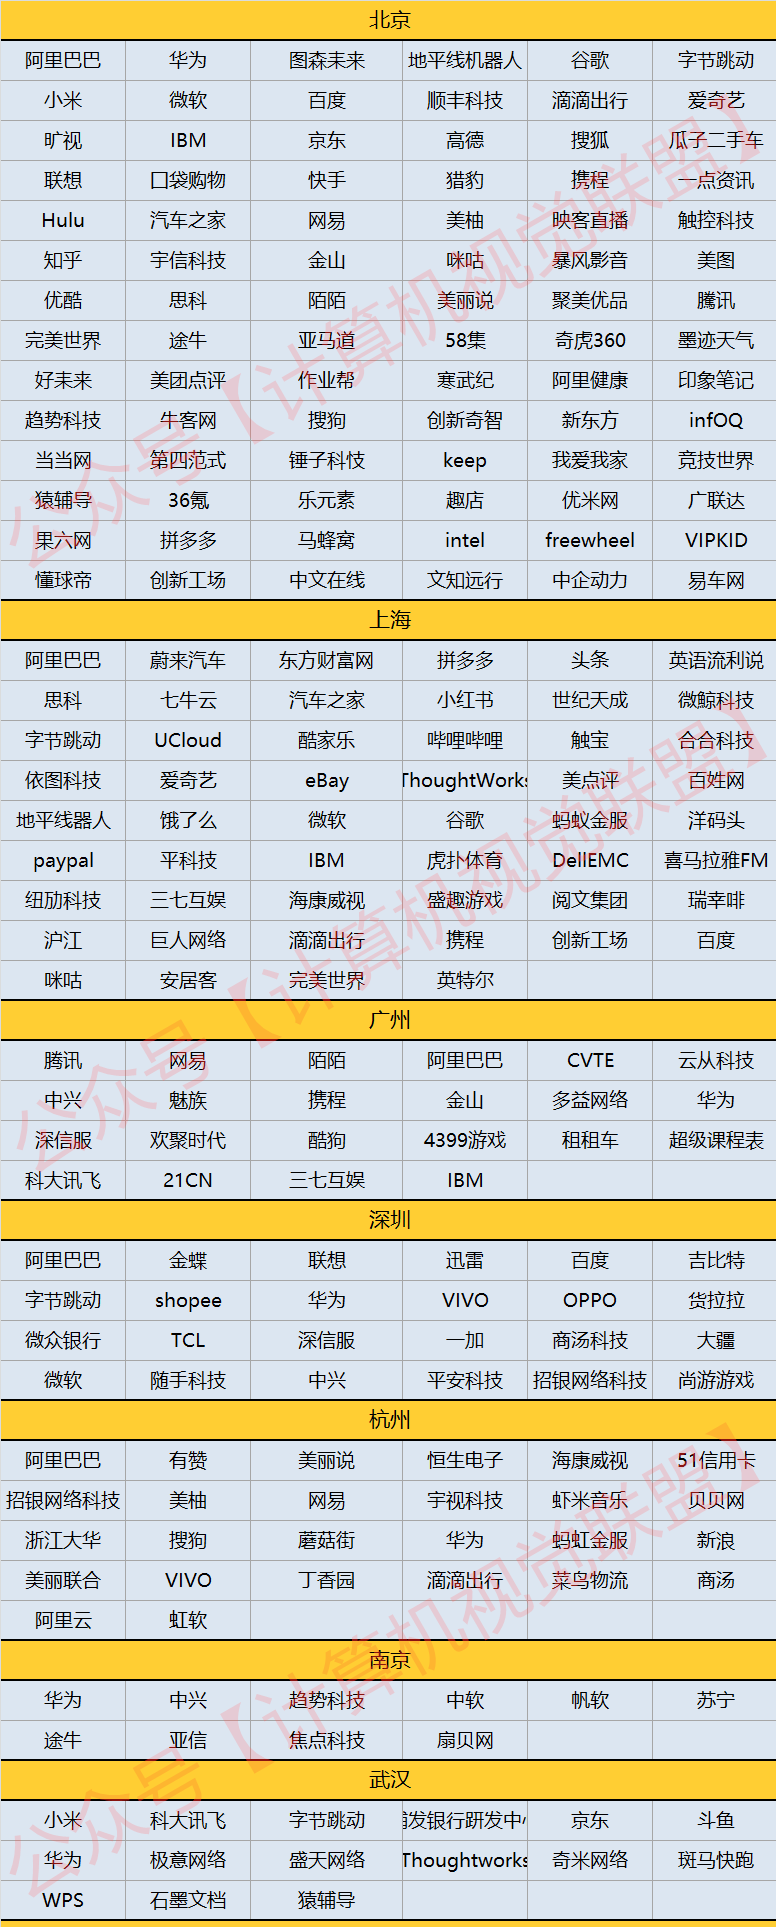 北京
阿里巴巴 华为 图森未来 地平线机器人 谷歌 字节跳动
小米 微软 百度 顺丰科技 滴滴出行 爱奇艺
旷视 IBM 京东 高德 搜狐 瓜子二手车
联想 囗袋购物 快手 猎豹 携程 一点资讯
Hulu 汽车之家 网易 美柚 映客直播 触控科技
知乎 宇信科技 金山 咪咕 暴风影音 美图
优酷 思科 陌陌 美丽说 聚美优品 腾讯
完美世界 途牛 亚马道 58集 奇虎360 墨迹天气
好未来 美团点评 作业帮 寒武纪 阿里健康 印象笔记
趋势科技 牛客网 搜狗 创新奇智 新东方 infOQ
当当网 第四范式 锤子科忮 keep 我爱我家 竞技世界
猿辅导 36氪 乐元素 趣店 优米网 广联达
果六网 拼多多 马蜂窝 intel freewheel VIPKID
懂球帝 创新工场 中文在线 文知远行 中企动力 易车网
上海
阿里巴巴 蔚来汽车 东方财富网 拼多多 头条 英语流利说
思科 七牛云 汽车之家 小红书 世纪天成 微鲸科技
字节跳动 UCloud 酷家乐 哔哩哔哩 触宝 合合科技
依图科技 爱奇艺 eBay ThoughtWorks 美点评 百姓网
地平线器人 饿了么 微软 谷歌 蚂蚁金服 洋码头
paypal 平科技 IBM 虎扑体育 DellEMC 喜马拉雅FM
纽劢科技 三七互娱 海康威视 盛趣游戏 阅文集团 瑞幸啡
沪江 巨人网络 滴滴出行 携程 创新工场 百度
咪咕 安居客 完美世界 英特尔
广州
腾讯 网易 陌陌 阿里巴巴 CVTE 云从科技
中兴 魅族 携程 金山 多益网络 华为
深信服 欢聚时代 酷狗 4399游戏 租租车 超级课程表
科大讯飞 21CN 三七互娱 IBM
深圳
阿里巴巴 金蝶 联想 迅雷 百度 吉比特
字节跳动 shopee 华为 VIVO OPPO 货拉拉
微众银行 TCL 深信服 一加 商汤科技 大疆
微软 随手科技 中兴 平安科技 招银网络科技 尚游游戏
杭州
阿里巴巴 有赞 美丽说 恒生电子 海康威视 51信用卡
招银网络科技 美柚 网易 宇视科技 虾米音乐 贝贝网
浙江大华 搜狗 蘑菇街 华为 蚂虹金服 新浪
美丽联合 VIVO 丁香园 滴滴出行 菜鸟物流 商汤
阿里云 虹软
南京
华为 中兴 趋势科技 中软 帆软 苏宁
途牛 亚信 焦点科技 扇贝网
武汉
小米 科大讯飞 字节跳动 发银行趼发中 京东 斗鱼
华为 极意网络 盛天网络 Thoughtworks 奇米网络 斑马快跑
WPS 石墨文档 猿辅导
公众号【计算机视觉联盟】
公众号【计算机视觉联盟】
公众号【计算机视觉联盟】